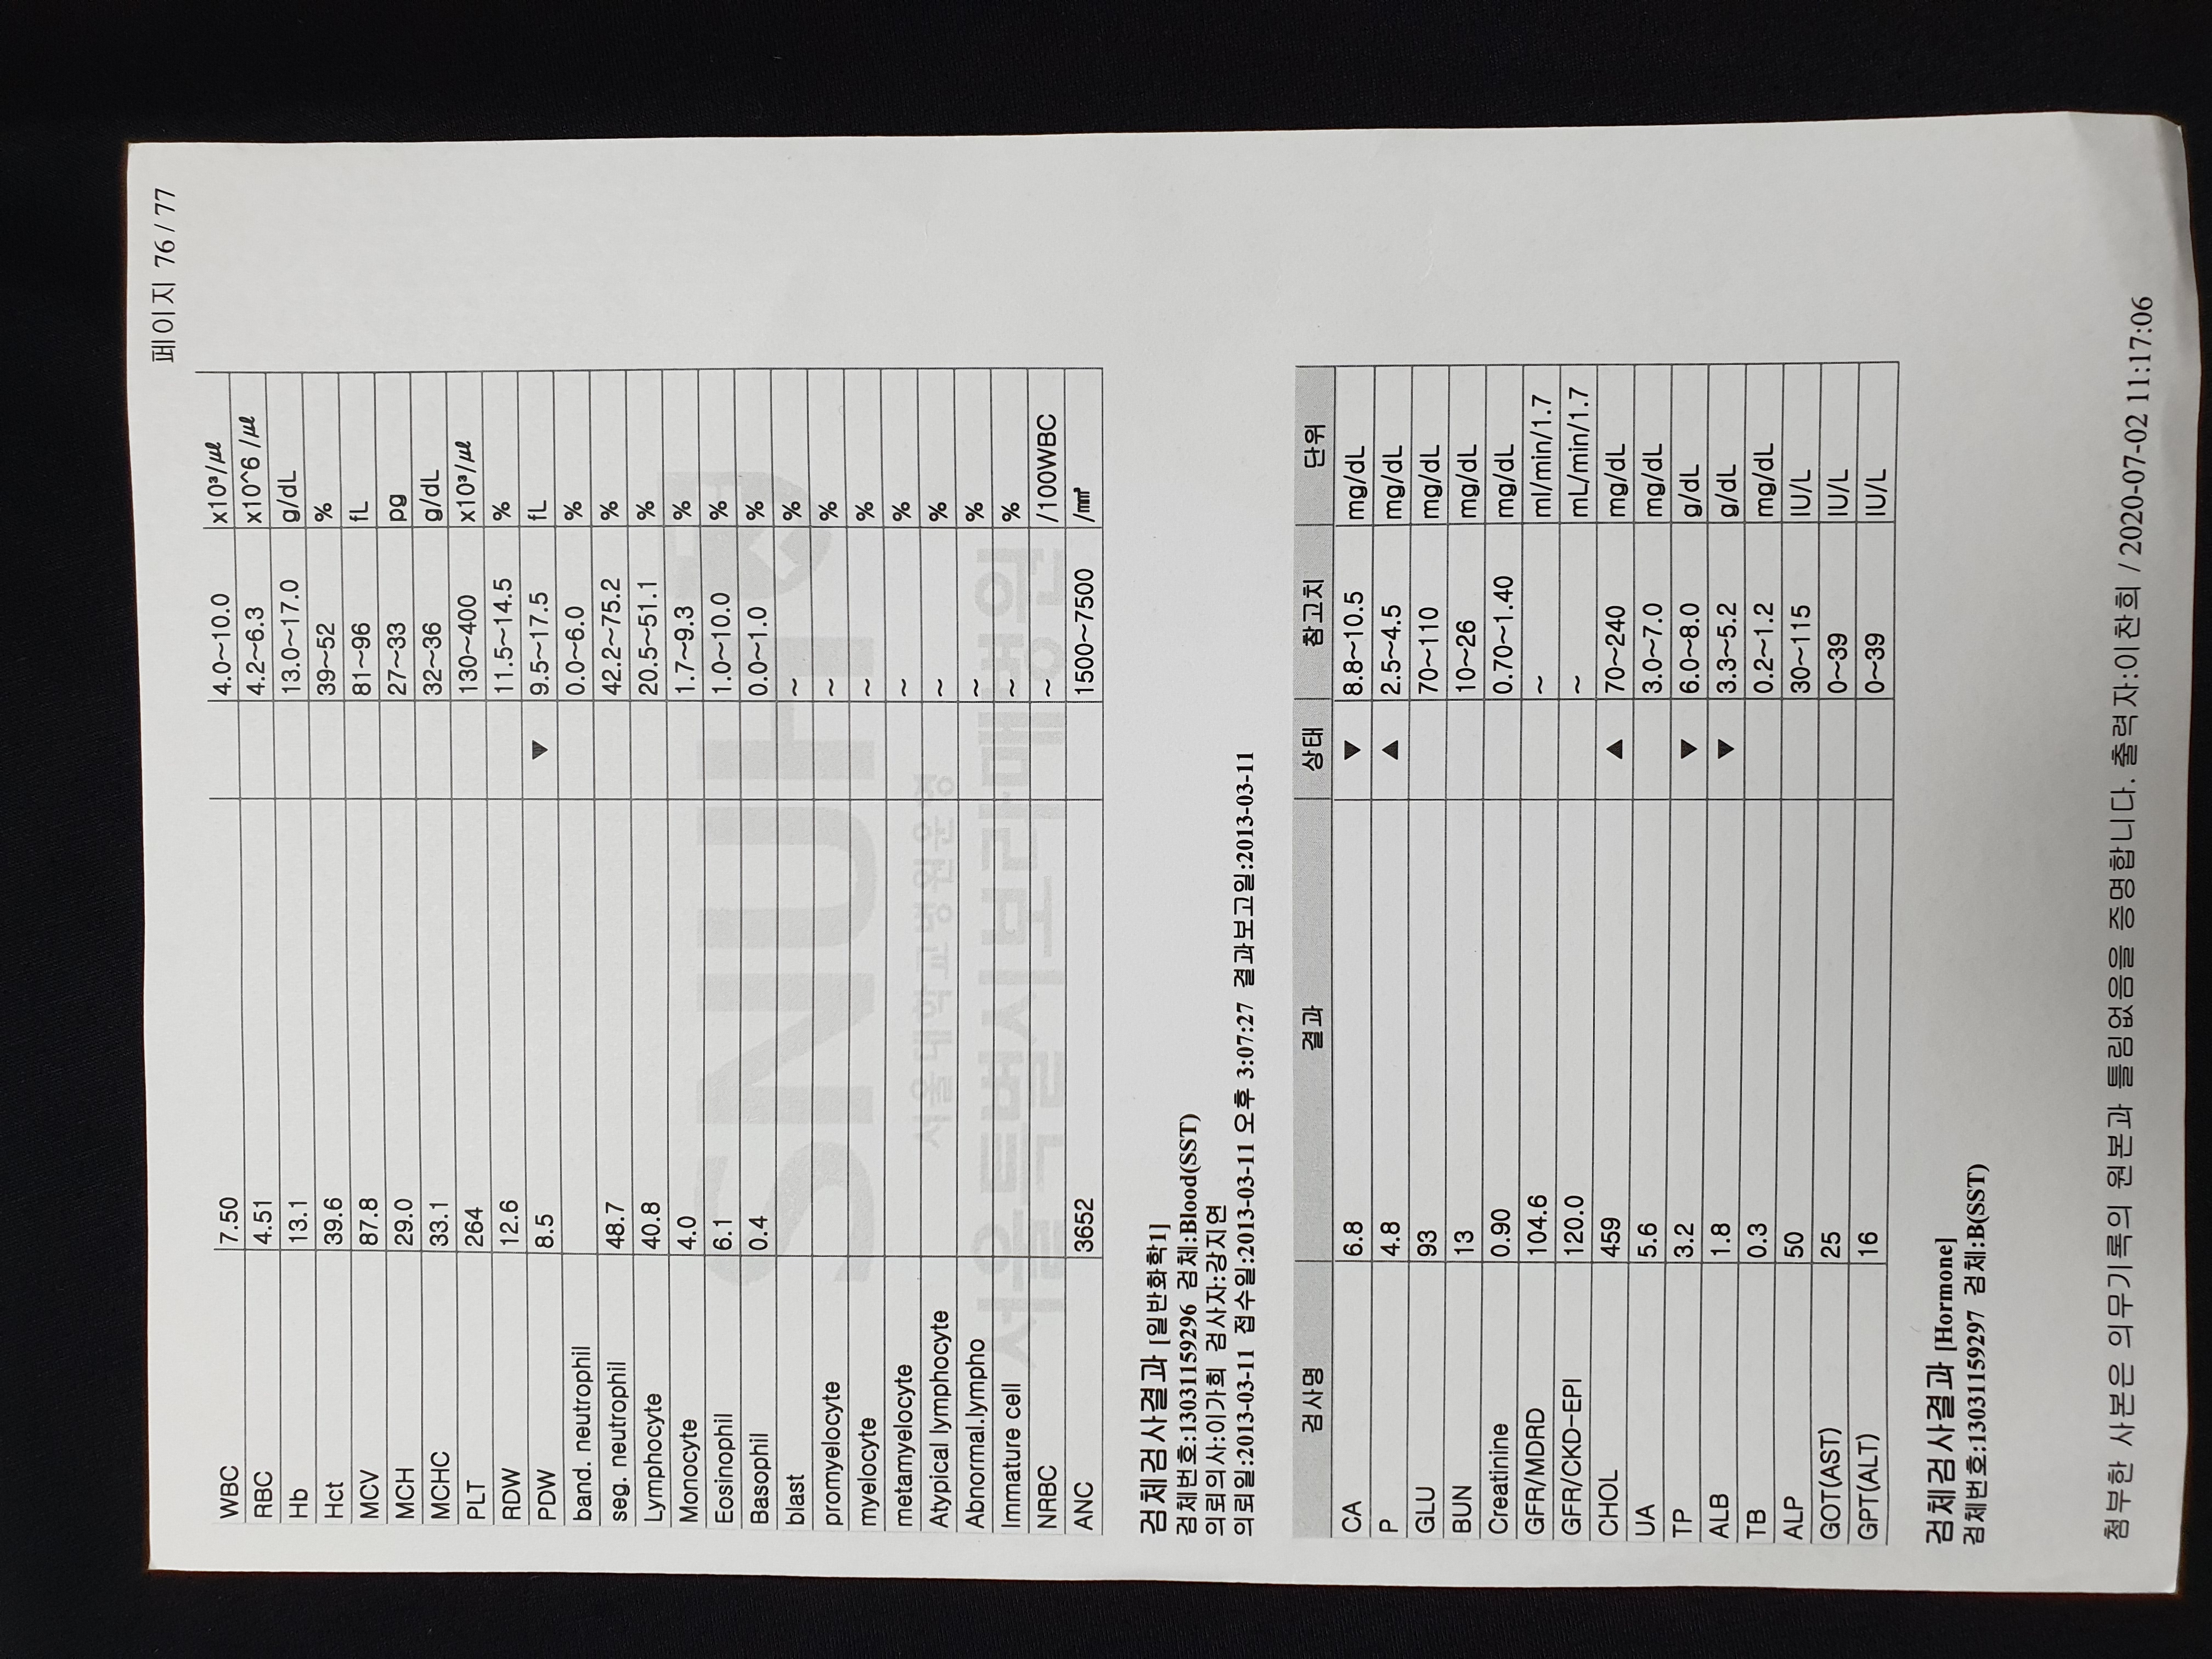 페이지 76 / 77
WBC 7.50 4.0~10.0 x10³/㎕
RBC 4.51 4.2~6.3 x10^6 /㎕
Hb 13.1 13.0~17.0 g/dL
Hct 39.6 39~52 %
MCV 87.8 81~96 fL
MCH 29.0 27~33 pg
MCHC 33.1 32~36 g/dL
PLT 264 130~400 x10³/㎕
RDW 12.6 11.5~14.5 %
PDW 8.5 ▼ 9.5~17.5 fL
band. neutrophil 0.0~6.0 %
seg. neutrophil 48.7 42.2~75.2 %
Lymphocyte 40.8 20.5~51.1 %
Monocyte 4.0 1.7~9.3 %
Eosinophil 6.1 1.0~10.0 %
Basophil 0.4 0.0~1.0 %
blast ~ %
promyelocyte ~ %
myelocyte ~ %
metamyelocyte ~ %
Atypical lymphocyte ~ %
Abnormal.lympho ~ %
Immature cell ~ %
NRBC ~ /100WBC
ANC 3652 1500~7500 /㎣
SNUH
서울대학교병원운영
서울특별시보라매병원
검체검사결과 [일반화학1]
검체번호:13031159296 검체:Blood(SST)
의뢰의사:이가희 검사자:강지연
의뢰일:2013-03-11 접수일:2013-03-11 오후 3:07:27 결과보고일:2013-03-11
검사명 결과 상태 참고치 단위
CA 6.8 ▼ 8.8~10.5 mg/dL
P 4.8 ▲ 2.5~4.5 mg/dL
GLU 93 70~110 mg/dL
BUN 13 10~26 mg/dL
Creatinine 0.90 0.70~1.40 mg/dL
GFR/MDRD 104.6 ~ ml/min/1.7
GFR/CKD-EPI 120.0 ~ mL/min/1.7
CHOL 459 ▲ 70~240 mg/dL
UA 5.6 3.0~7.0 mg/dL
TP 3.2 ▼ 6.0~8.0 g/dL
ALB 1.8 ▼ 3.3~5.2 g/dL
TB 0.3 0.2~1.2 mg/dL
ALP 50 30~115 IU/L
GOT(AST) 25 0~39 IU/L
GPT(ALT) 16 0~39 IU/L
검체검사결과 [Hormone]
검체번호:13031159297 검체:B(SST)
첨부한 사본은 의무기록의 원본과 틀림없음을 증명합니다. 출력자:이찬희 / 2020-07-02 11:17:06